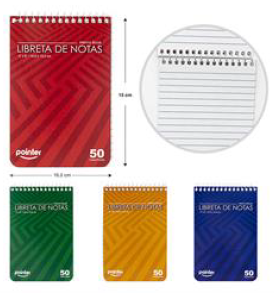 LIBRETA DE NOTAS
pointer
50
15 cm
10,5 cm
LIBRETA DE NOTAS
pointer
50
LIBRETA DE NOTAS
pointer
50
LIBRETA DE NOTAS
pointer
50